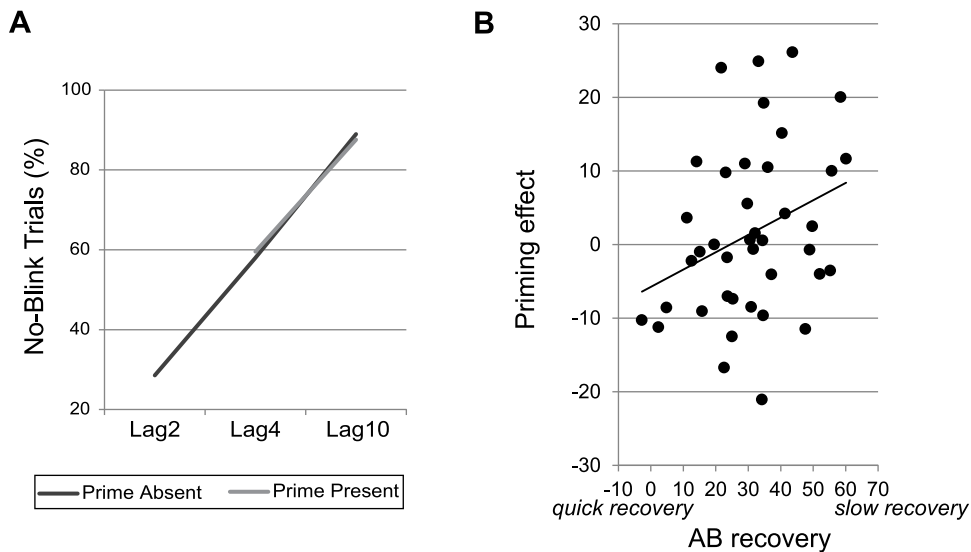 A
No-Blink Trials (%)
100
80
60
40
20
Lag2 Lag4 Lag10
Prime Absent Prime Present
B
Priming effect
30
20
10
0
-10
-20
-30
-10 0 10 20 30 40 50 60 70
quick recovery slow recovery
AB recovery